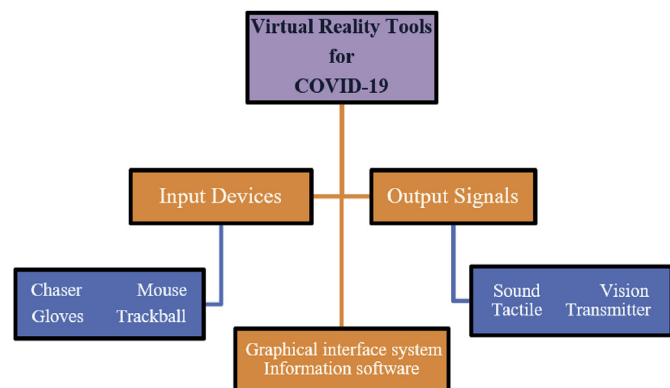 Virtual Reality Tools
for
COVID-19
Input Devices
Output Signals
Chaser Mouse
Gloves Trackball
Sound Vision
Tactile Transmitter
Graphical interface system
Information software